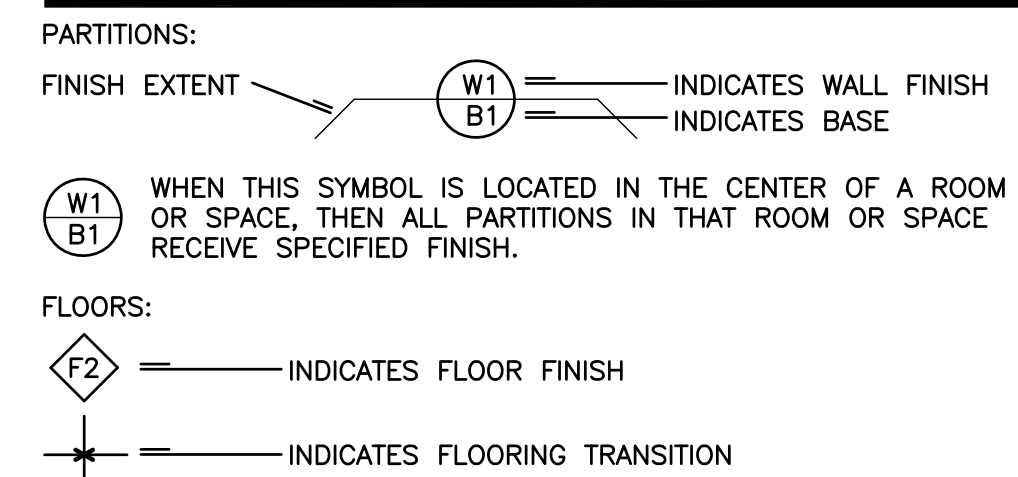 PARTITIONS:
FINISH EXTENT
W1
INDICATES WALL FINISH
B1
INDICATES BASE
W1
B1
WHEN THIS SYMBOL IS LOCATED IN THE CENTER OF A ROOM
OR SPACE, THEN ALL PARTITIONS IN THAT ROOM OR SPACE
RECEIVE SPECIFIED FINISH.
FLOORS:
F2
INDICATES FLOOR FINISH
INDICATES FLOORING TRANSITION